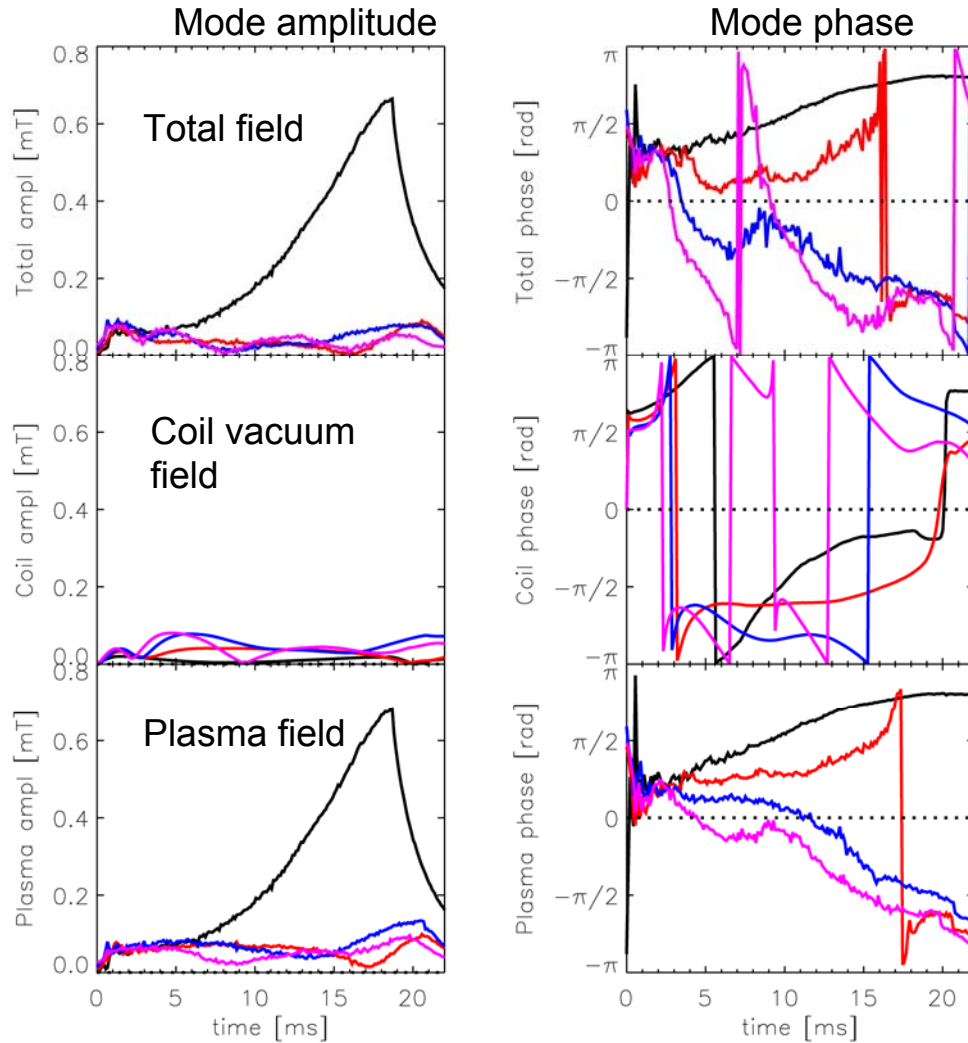 Mode amplitude
Mode phase
Total ampl [mT]
0.8
0.6
0.4
0.2
0.0
Total field
Total phase [rad]
π
π/2
0
−π/2
−π
Coil ampl [mT]
0.8
0.6
0.4
0.2
0.0
Coil vacuum
field
Coil phase [rad]
π
π/2
0
−π/2
−π
Plasma ampl [mT]
0.8
0.6
0.4
0.2
0.0
Plasma field
0 5 10 15 20
time [ms]
Plasma phase [rad]
π
π/2
0
−π/2
−π
0 5 10 15 20
time [ms]